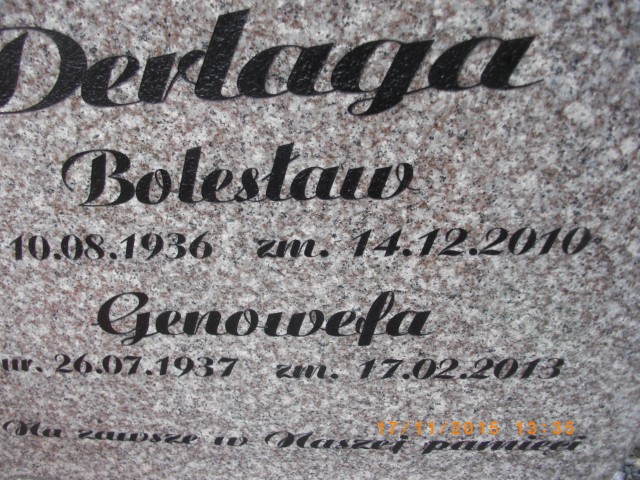 Derlaga
Bolesław
10.08.1936 zm. 14.12.2010
Genowefa
ur. 26.07.1937 zm. 17.02.2013
Na zawsze w Naszej pamięci
17/11/2015 13:35